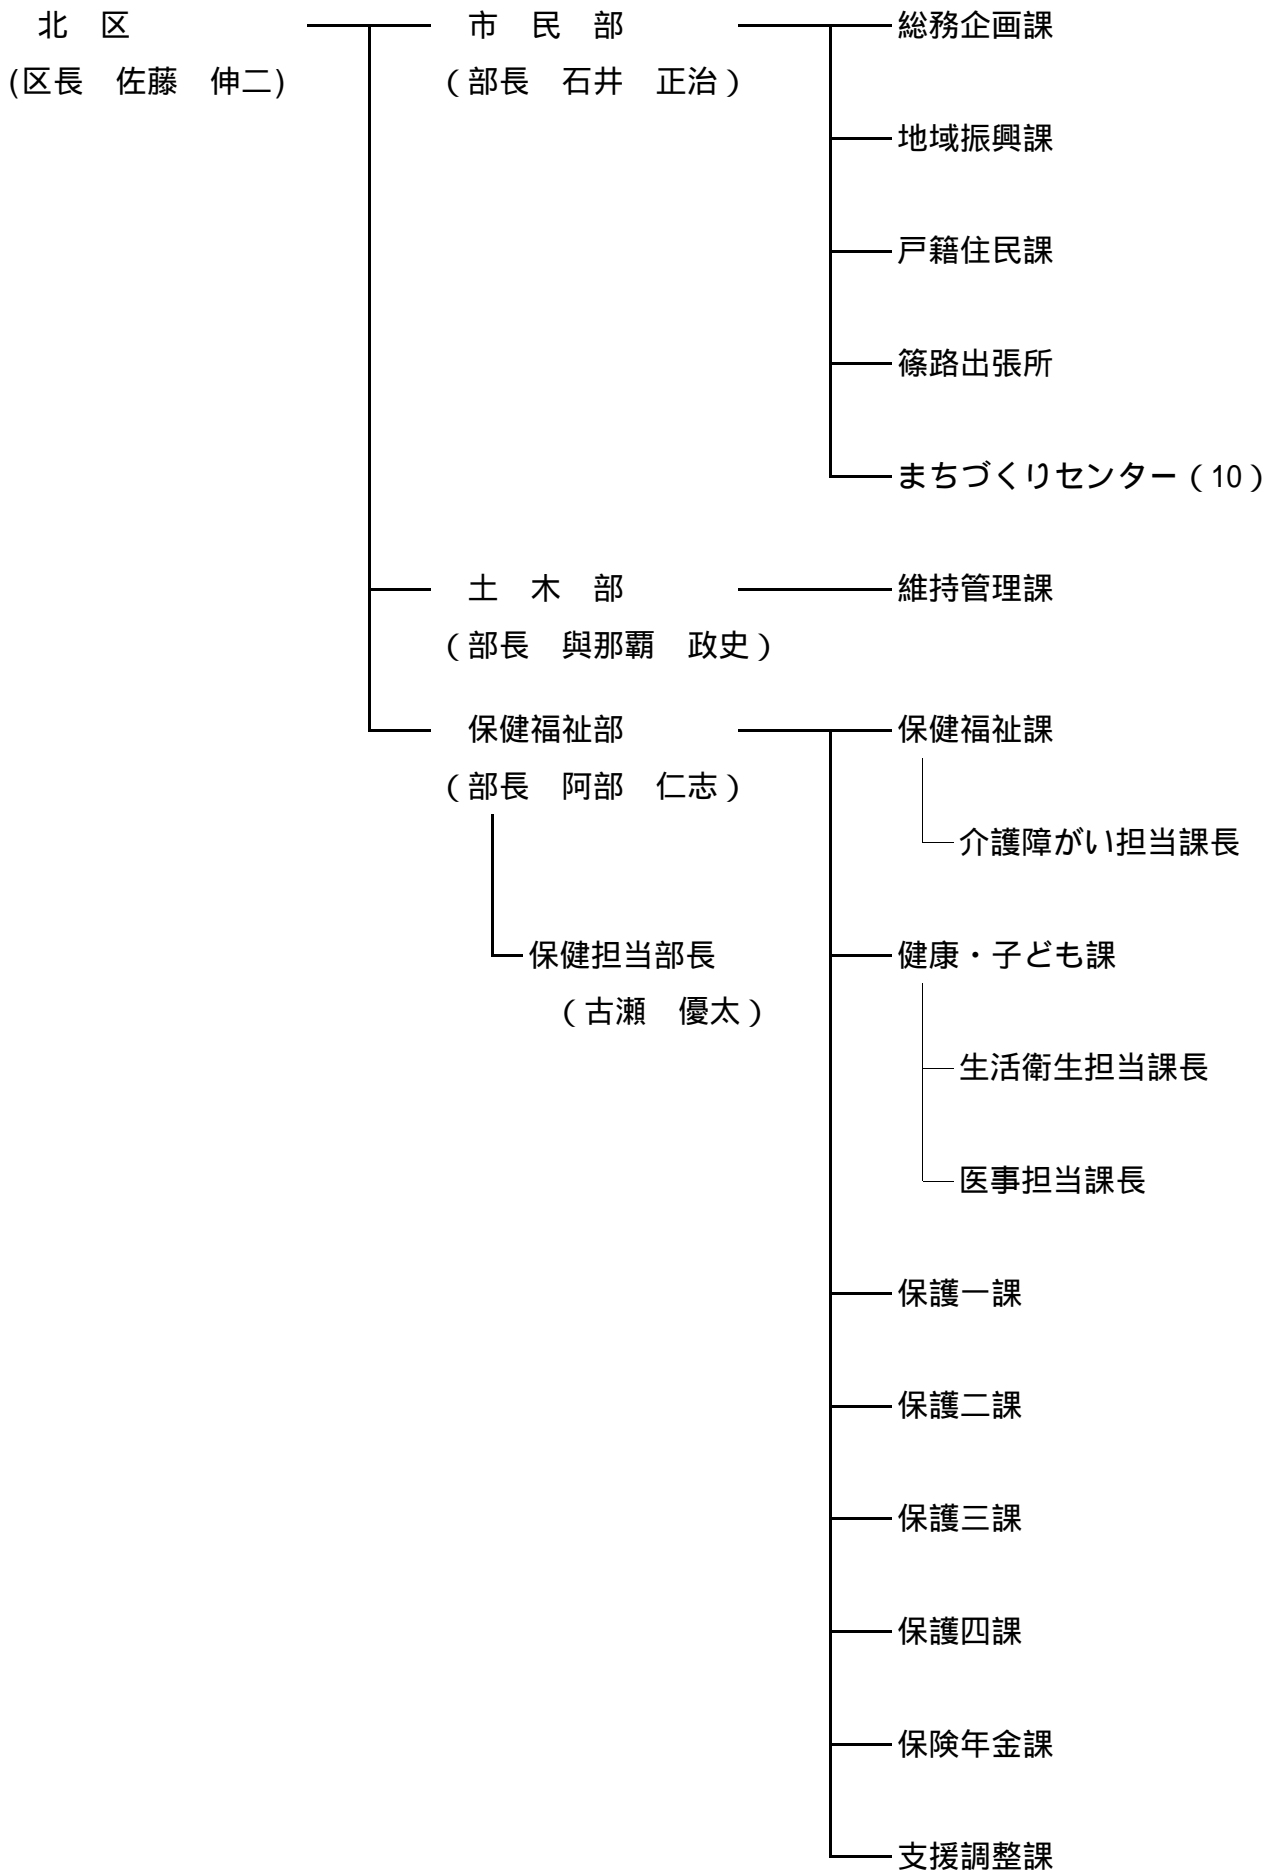 北　区　市　民　部　総務企画課
(区長　佐藤　伸二)　（部長　石井　正治）
地域振興課
戸籍住民課
篠路出張所
まちづくりセンター（10）
土　木　部　維持管理課
（部長　與那覇　政史）
保健福祉部　保健福祉課
（部長　阿部　仁志）
介護障がい担当課長
保健担当部長　健康・子ども課
（古瀬　優太）
生活衛生担当課長
医事担当課長
保護一課
保護二課
保護三課
保護四課
保険年金課
支援調整課